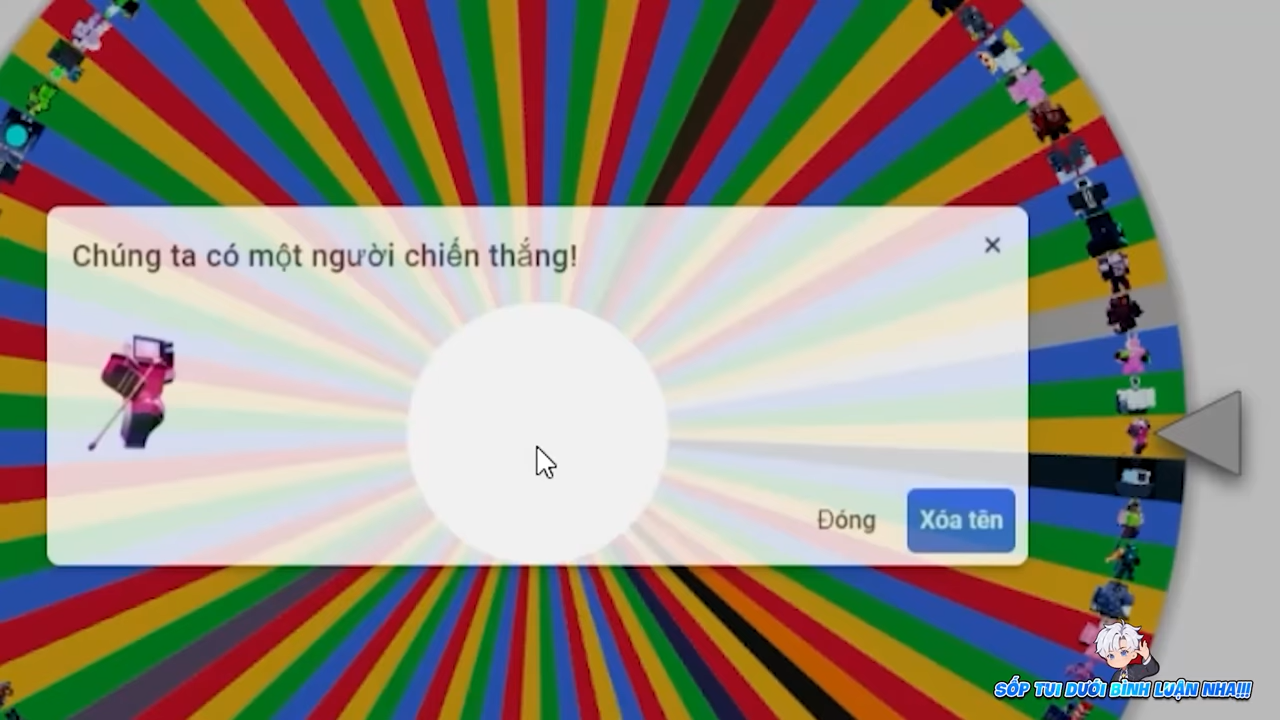 Chúng ta có một người chiến thắng!
Đóng
Xóa tên
SỐP TUI DƯỚI BÌNH LUẬN NHA!!!